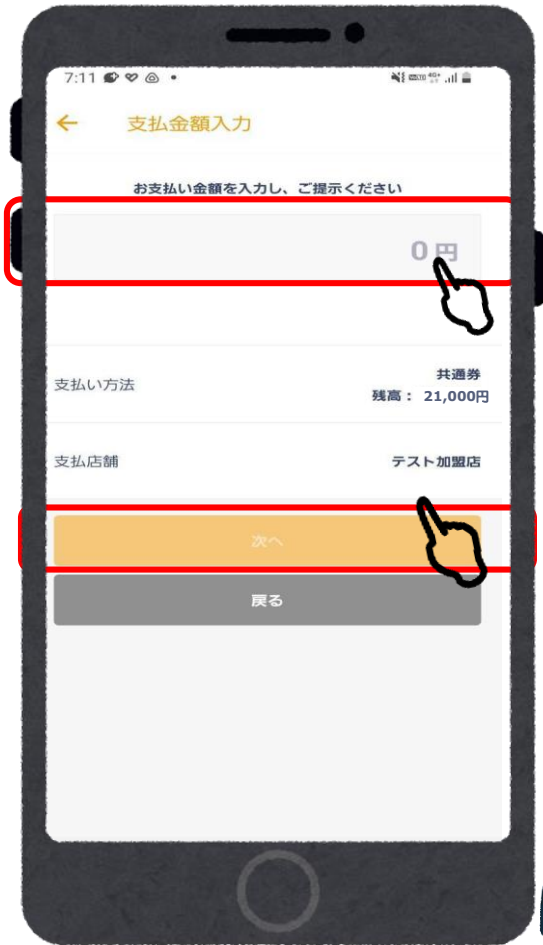 7:11
支払金額入力
お支払い金額を入力し、ご提示ください
0 円
支払い方法
共通券
残高： 21,000円
支払店舗
テスト加盟店
次へ
戻る